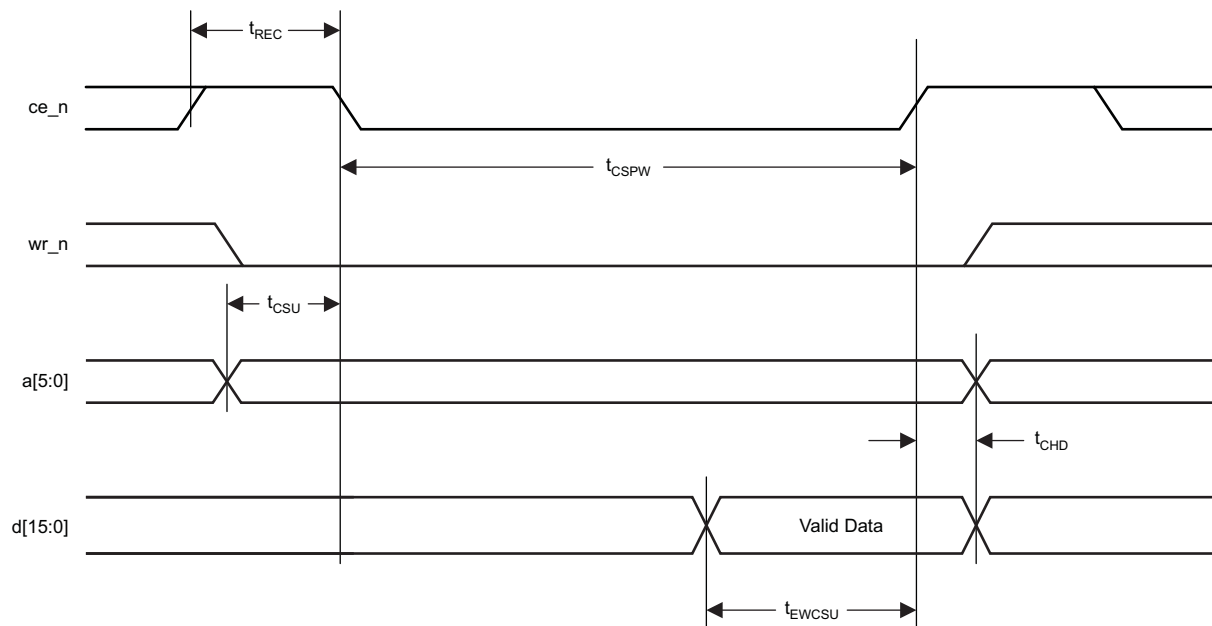 tREC
ce_n
tCSPW
wr_n
tCSU
a[5:0]
tCHD
d[15:0]
Valid Data
tEWCSU